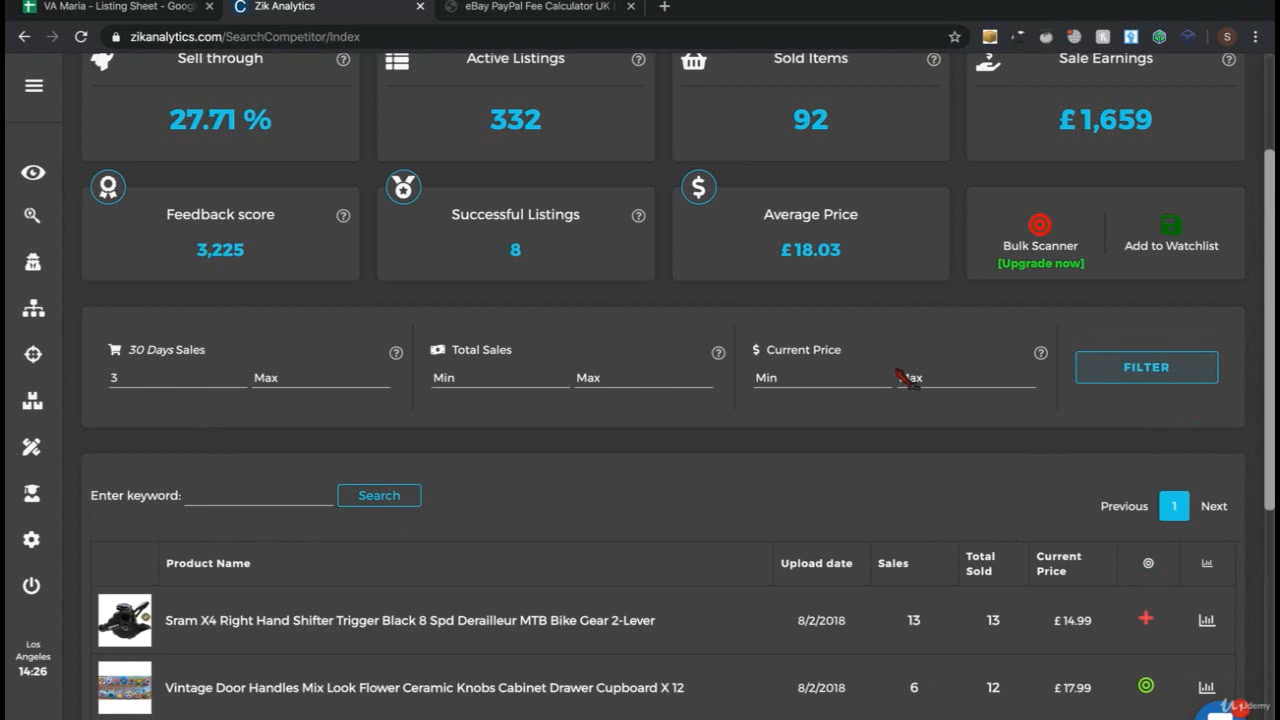 VA Maria - Listing Sheet - Googl
Zik Analytics
eBay PayPal Fee Calculator UK |
zikanalytics.com/SearchCompetitor/Index
S
Sell through
Active Listings
Sold Items
Sale Earnings
27.71 %
332
92
£1,659
Feedback score
Successful Listings
Average Price
3,225
8
£18.03
Bulk Scanner
[Upgrade now]
Add to Watchlist
30 Days Sales
Total Sales
$ Current Price
3
Max
Min
Max
Min
FILTER
Enter keyword:
Search
Previous 1 Next
Product Name
Upload date
Sales
Total
Sold
Current
Price
Sram X4 Right Hand Shifter Trigger Black 8 Spd Derailleur MTB Bike Gear 2-Lever
8/2/2018
13
13
£14.99
Vintage Door Handles Mix Look Flower Ceramic Knobs Cabinet Drawer Cupboard X 12
8/2/2018
6
12
£17.99
Los
Angeles
14:26
Udemy